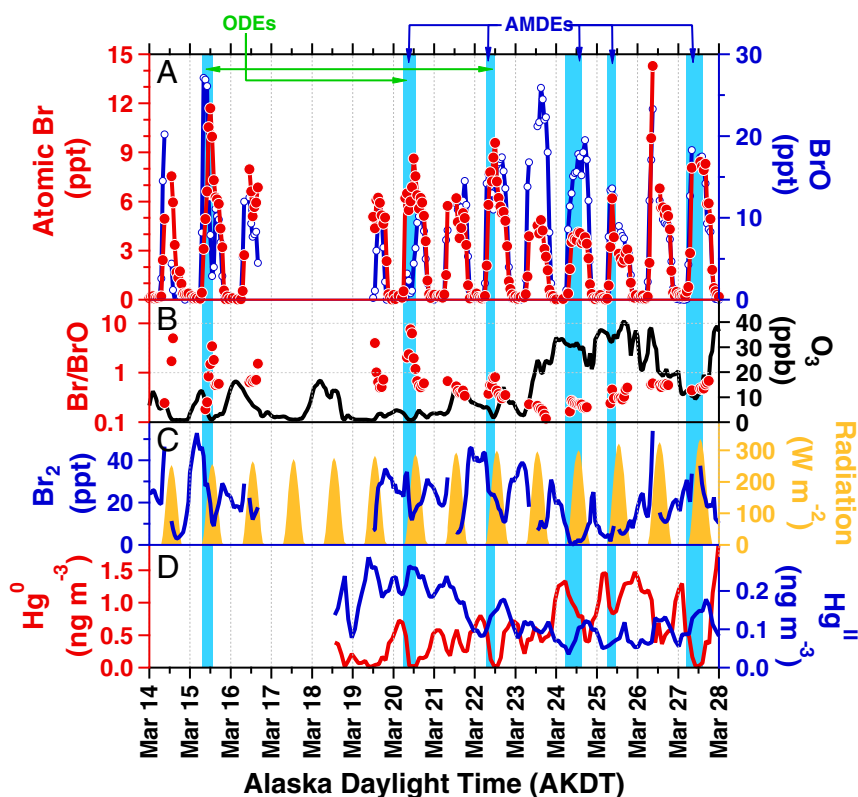 ODEs
AMDEs
A
15
12
9
6
3
0
Atomic Br
(ppt)
30
20
10
0
BrO
(ppt)
B
10
1
0.1
Br/BrO
40
30
20
10
0
O₃
(ppb)
C
40
20
0
Br₂
(ppt)
300
200
100
0
Radiation
(W m⁻²)
D
1.5
1.0
0.5
0.0
Hg⁰
(ng m⁻³)
0.2
0.1
0.0
Hg^II
(ng m⁻³)
Mar 14
Mar 15
Mar 16
Mar 17
Mar 18
Mar 19
Mar 20
Mar 21
Mar 22
Mar 23
Mar 24
Mar 25
Mar 26
Mar 27
Mar 28
Alaska Daylight Time (AKDT)